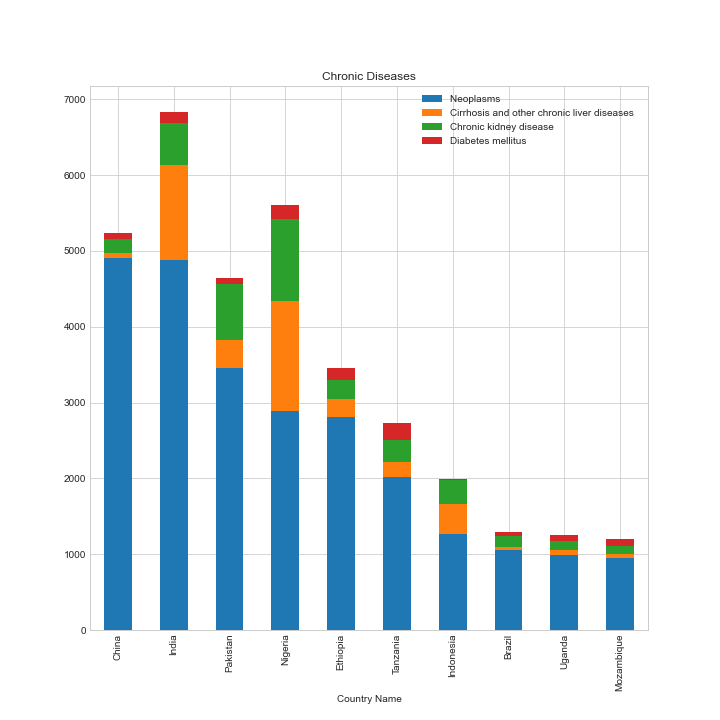 Chronic Diseases
7000
6000
5000
4000
3000
2000
1000
0
Neoplasms
Cirrhosis and other chronic liver diseases
Chronic kidney disease
Diabetes mellitus
China
India
Pakistan
Nigeria
Ethiopia
Tanzania
Indonesia
Brazil
Uganda
Mozambique
Country Name